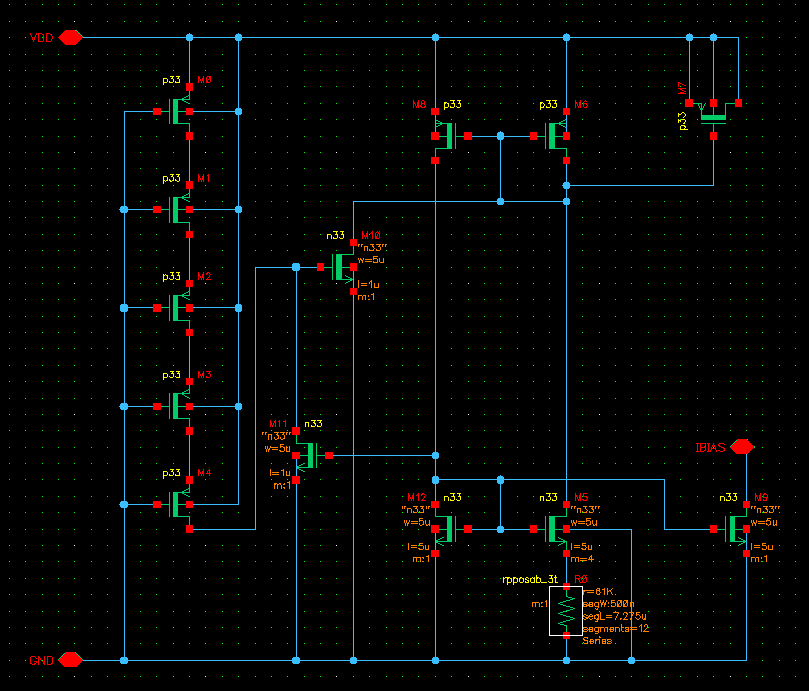 VBD
p33 M0
p33 M1
p33 M2
p33 M3
p33 M4
M8 p33
p33 M6
M7
p33
n33 M10
"n33"
w=5u
l=1u
m:1
M11 n33
"n33"
w=5u
l=1u
m:1
IBIAS
M12 n33
"n33"
w=5u
l=5u
m:1
n33 M5
"n33"
w=5u
l=5u
m=4
n33 M9
"n33"
w=5u
l=5u
m:1
rpposab_3t R0
r=61K
m:1 segW:500n
segL=7.275u
segments=12
Series
GND